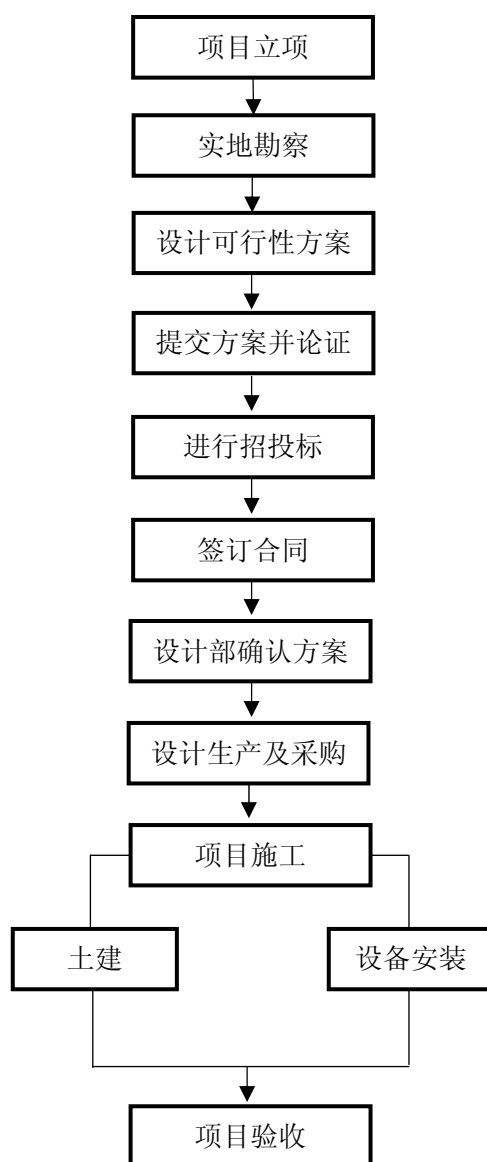 项目立项
实地勘察
设计可行性方案
提交方案并论证
进行招投标
签订合同
设计部确认方案
设计生产及采购
项目施工
土建
设备安装
项目验收